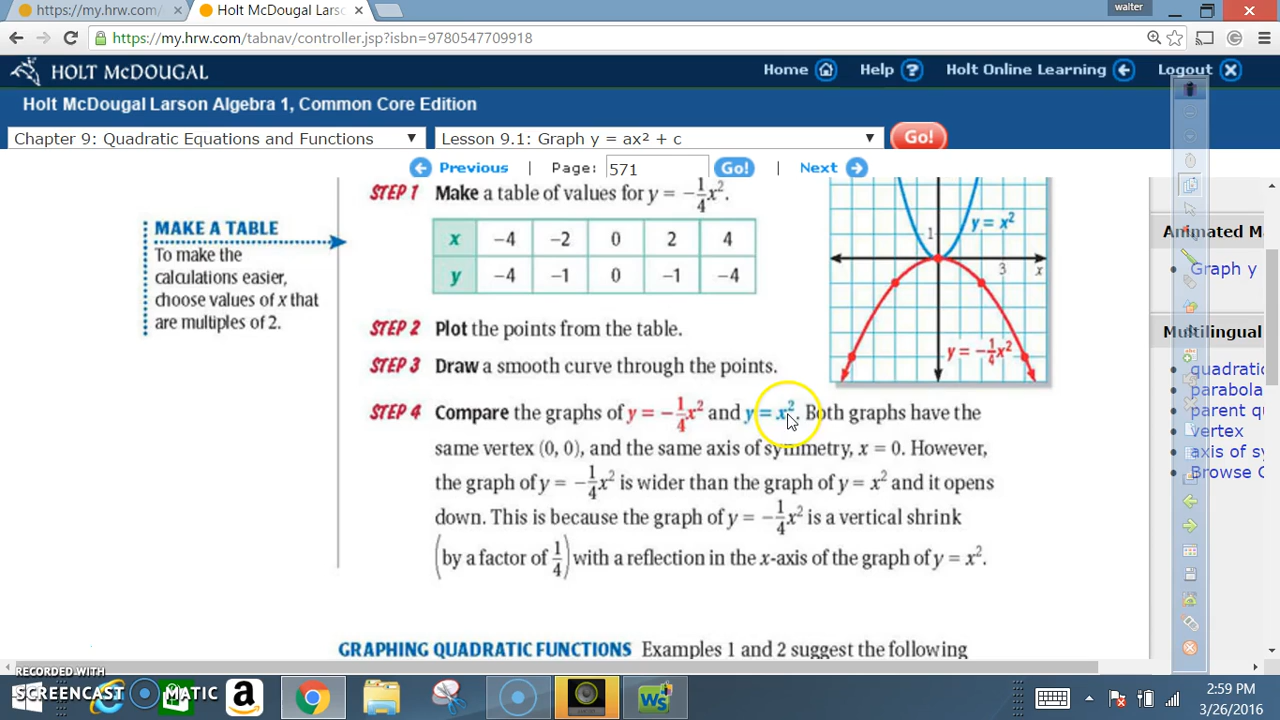 https://my.hrw.com/
Holt McDougal Lars
walter
https://my.hrw.com/tabnav/controller.jsp?isbn=9780547709918
HOLT McDOUGAL
Home
Help
Holt Online Learning
Logout
Holt McDougal Larson Algebra 1, Common Core Edition
Chapter 9: Quadratic Equations and Functions
Lesson 9.1: Graph y = ax² + c
Go!
Previous | Page: 571 Go! | Next
STEP 1 Make a table of values for y = −1/4x².
MAKE A TABLE
To make the
calculations easier,
choose values of x that
are multiples of 2.
x −4 −2 0 2 4
y −4 −1 0 −1 −4
STEP 2 Plot the points from the table.
STEP 3 Draw a smooth curve through the points.
STEP 4 Compare the graphs of y = −1/4x² and y = x². Both graphs have the
same vertex (0, 0), and the same axis of symmetry, x = 0. However,
the graph of y = −1/4x² is wider than the graph of y = x² and it opens
down. This is because the graph of y = −1/4x² is a vertical shrink
(by a factor of 1/4) with a reflection in the x-axis of the graph of y = x².
y = x²
1
3
x
y = −1/4x²
GRAPHING QUADRATIC FUNCTIONS Examples 1 and 2 suggest the following
Animated Ma
Graph y
Multilingual
quadratic
parabola
parent qu
vertex
axis of sy
Browse G
RECORDED WITH
SCREENCAST MATIC
2:59 PM
3/26/2016